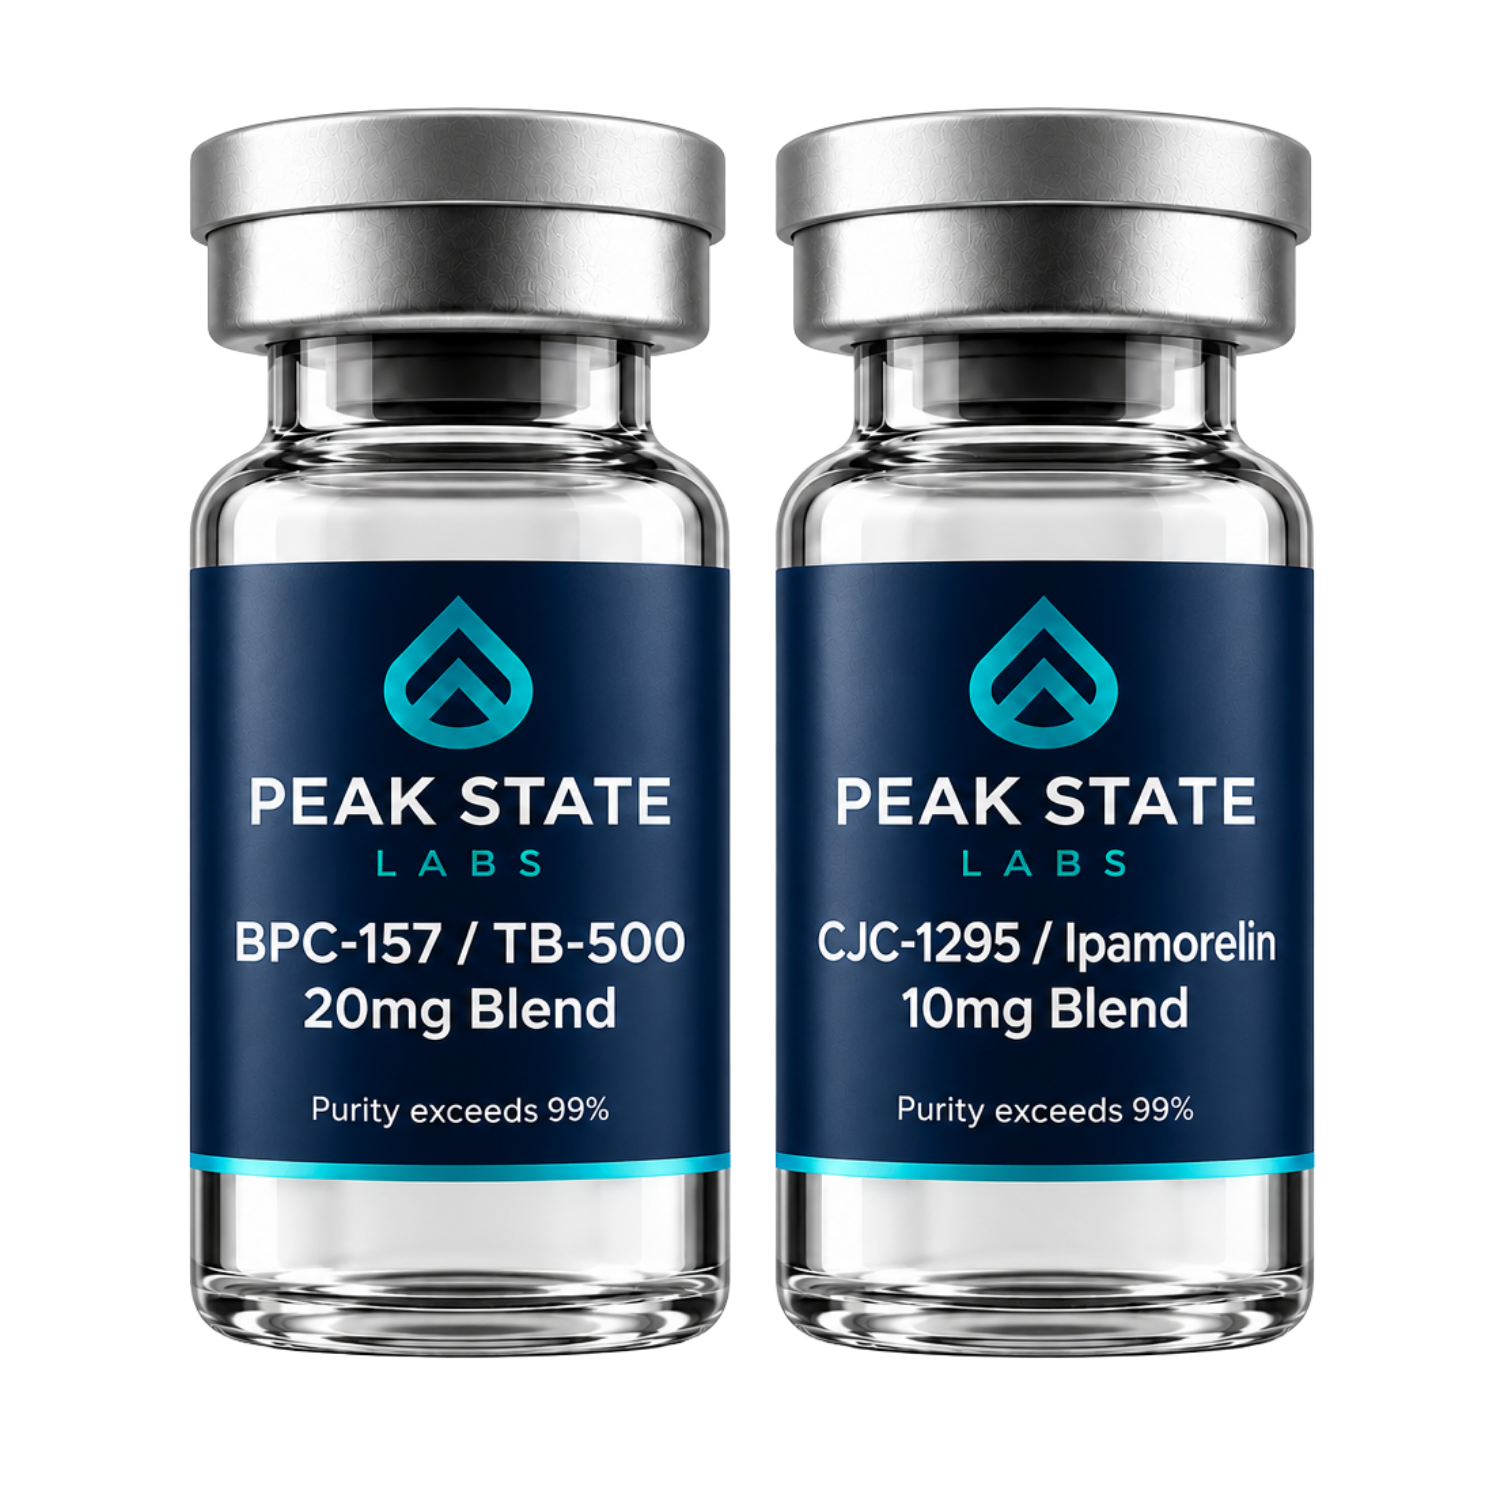 PEAK STATE
LABS
BPC-157 / TB-500
20mg Blend
Purity exceeds 99%
PEAK STATE
LABS
CJC-1295 / Ipamorelin
10mg Blend
Purity exceeds 99%